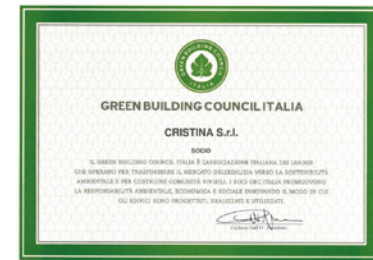 GREEN BUILDING COUNCIL
ITALIA
GREEN BUILDING COUNCIL ITALIA
CRISTINA S.r.l.
SOCIO
IL GREEN BUILDING COUNCIL ITALIA È L'ASSOCIAZIONE ITALIANA DEI LEADER
CHE OPERANO PER TRASFORMARE IL MERCATO DELL'EDILIZIA VERSO LA SOSTENIBILITÀ
AMBIENTALE E PER COSTRUIRE COMUNITÀ VIVIBILI. I SOCI GBC ITALIA PROMUOVONO
LA RESPONSABILITÀ AMBIENTALE, ECONOMICA E SOCIALE INNOVANDO IL MODO IN CUI
GLI EDIFICI SONO PROGETTATI, REALIZZATI E UTILIZZATI.